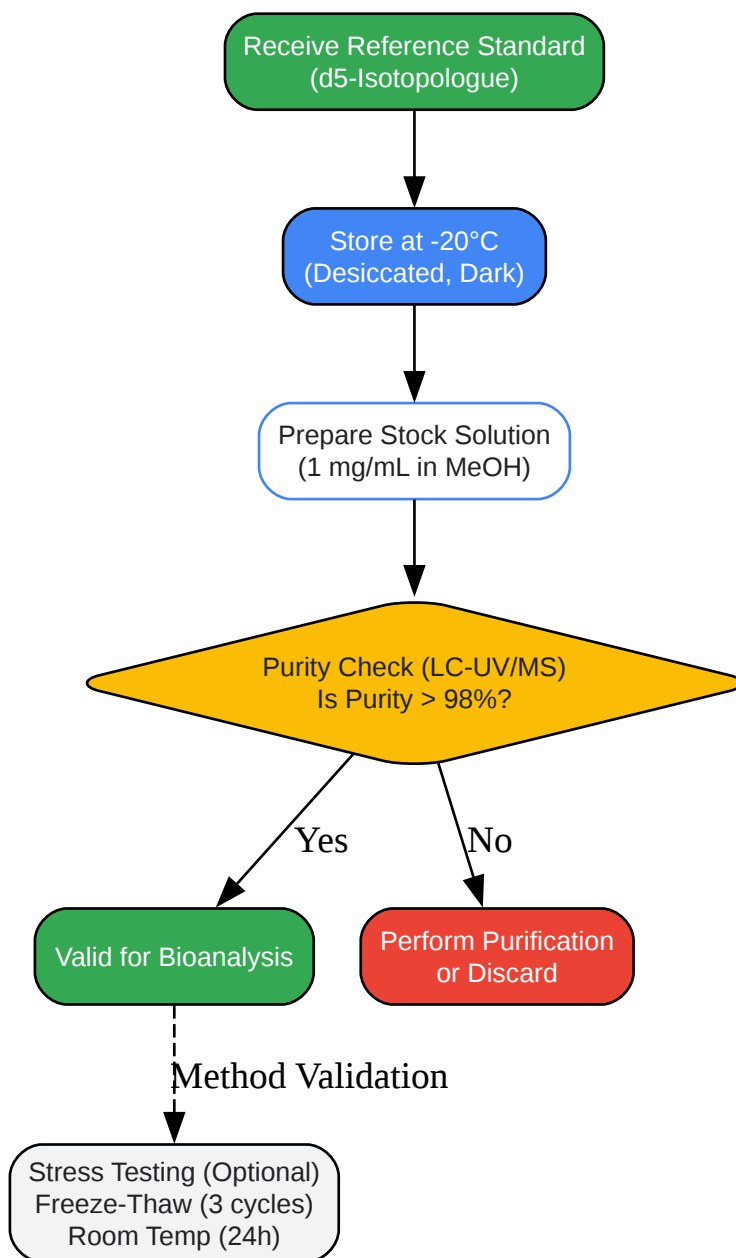 Receive Reference Standard
(d5-Isotopologue)
Store at -20°C
(Desiccated, Dark)
Prepare Stock Solution
(1 mg/mL in MeOH)
Purity Check (LC-UV/MS)
Is Purity > 98%?
Yes
No
Valid for Bioanalysis
Perform Purification
or Discard
Method Validation
Stress Testing (Optional)
Freeze-Thaw (3 cycles)
Room Temp (24h)